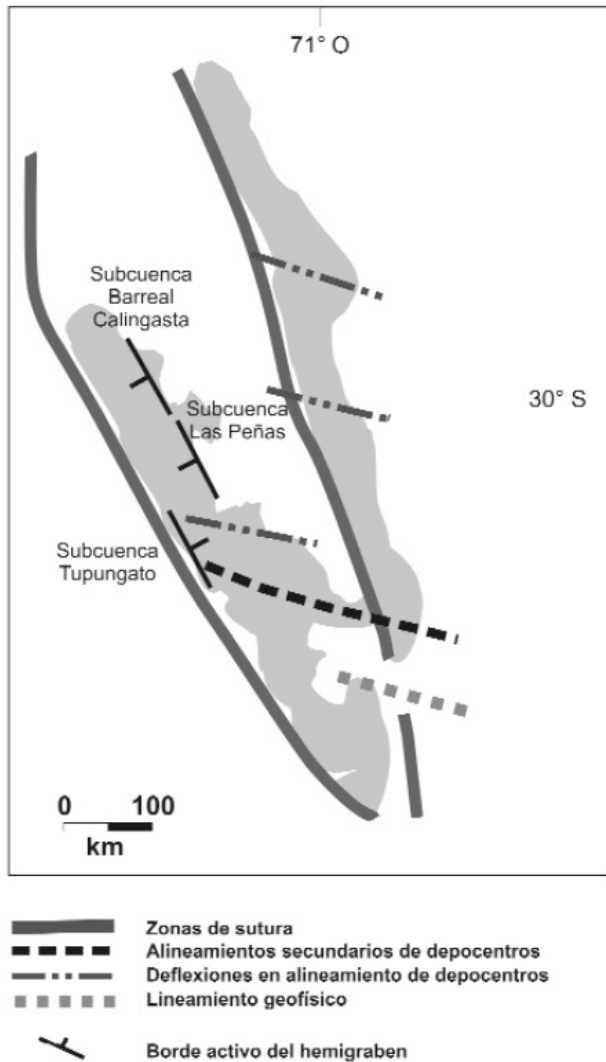 71° O
Subcuenca
Barreal
Calingasta
30° S
Subcuenca
Las Peñas
Subcuenca
Tupungato
0 100
km
Zonas de sutura
Alineamientos secundarios de depocentros
Deflexiones en alineamiento de depocentros
Lineamiento geofísico
Borde activo del hemigraben